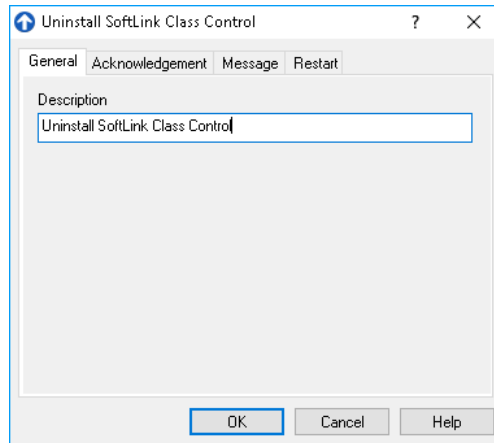 Uninstall SoftLink Class Control ? ×
General Acknowledgement Message Restart
Description
Uninstall SoftLink Class Control
OK Cancel Help